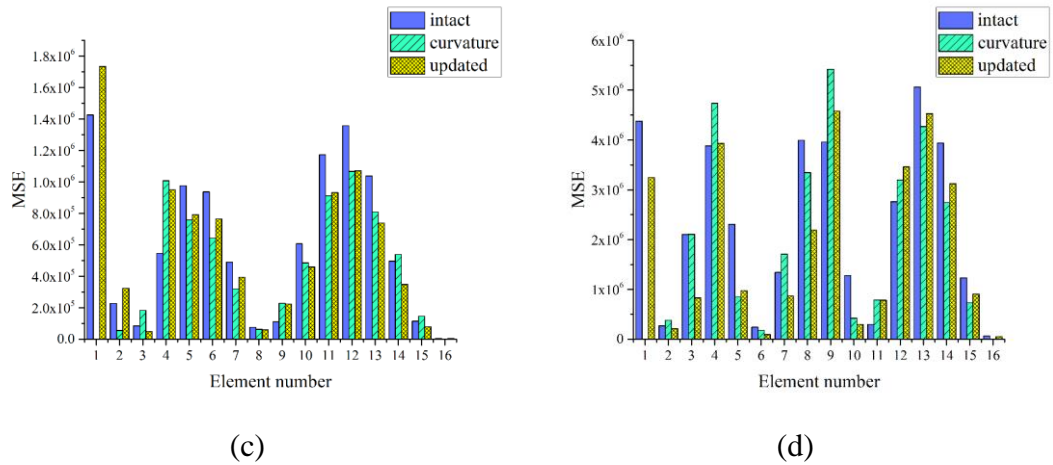 intact
curvature
updated
1.8x10⁶
1.6x10⁶
1.4x10⁶
1.2x10⁶
1.0x10⁶
8.0x10⁵
6.0x10⁵
4.0x10⁵
2.0x10⁵
0.0
MSE
1 2 3 4 5 6 7 8 9 10 11 12 13 14 15 16
Element number
(c)
intact
curvature
updated
6x10⁶
5x10⁶
4x10⁶
3x10⁶
2x10⁶
1x10⁶
0
MSE
1 2 3 4 5 6 7 8 9 10 11 12 13 14 15 16
Element number
(d)